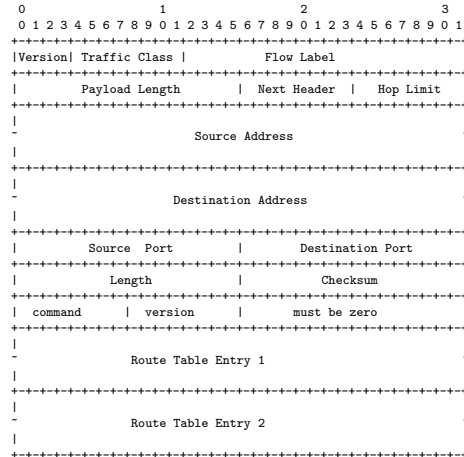 0                   1                   2                   3
0 1 2 3 4 5 6 7 8 9 0 1 2 3 4 5 6 7 8 9 0 1 2 3 4 5 6 7 8 9 0 1
+-+-+-+-+-+-+-+-+-+-+-+-+-+-+-+-+-+-+-+-+-+-+-+-+-+-+-+-+-+-+-+
|Version| Traffic Class | Flow Label
+-+-+-+-+-+-+-+-+-+-+-+-+-+-+-+-+-+-+-+-+-+-+-+-+-+-+-+-+-+-+-+
| Payload Length | Next Header | Hop Limit
+-+-+-+-+-+-+-+-+-+-+-+-+-+-+-+-+-+-+-+-+-+-+-+-+-+-+-+-+-+-+-+
|
~ Source Address
|
+-+-+-+-+-+-+-+-+-+-+-+-+-+-+-+-+-+-+-+-+-+-+-+-+-+-+-+-+-+-+-+
|
~ Destination Address
|
+-+-+-+-+-+-+-+-+-+-+-+-+-+-+-+-+-+-+-+-+-+-+-+-+-+-+-+-+-+-+-+
| Source  Port | Destination Port
+-+-+-+-+-+-+-+-+-+-+-+-+-+-+-+-+-+-+-+-+-+-+-+-+-+-+-+-+-+-+-+
| Length | Checksum
+-+-+-+-+-+-+-+-+-+-+-+-+-+-+-+-+-+-+-+-+-+-+-+-+-+-+-+-+-+-+-+
| command | version | must be zero
+-+-+-+-+-+-+-+-+-+-+-+-+-+-+-+-+-+-+-+-+-+-+-+-+-+-+-+-+-+-+-+
|
~ Route Table Entry 1
|
+-+-+-+-+-+-+-+-+-+-+-+-+-+-+-+-+-+-+-+-+-+-+-+-+-+-+-+-+-+-+-+
|
~ Route Table Entry 2
|
+-+-+-+-+-+-+-+-+-+-+-+-+-+-+-+-+-+-+-+-+-+-+-+-+-+-+-+-+-+-+-+